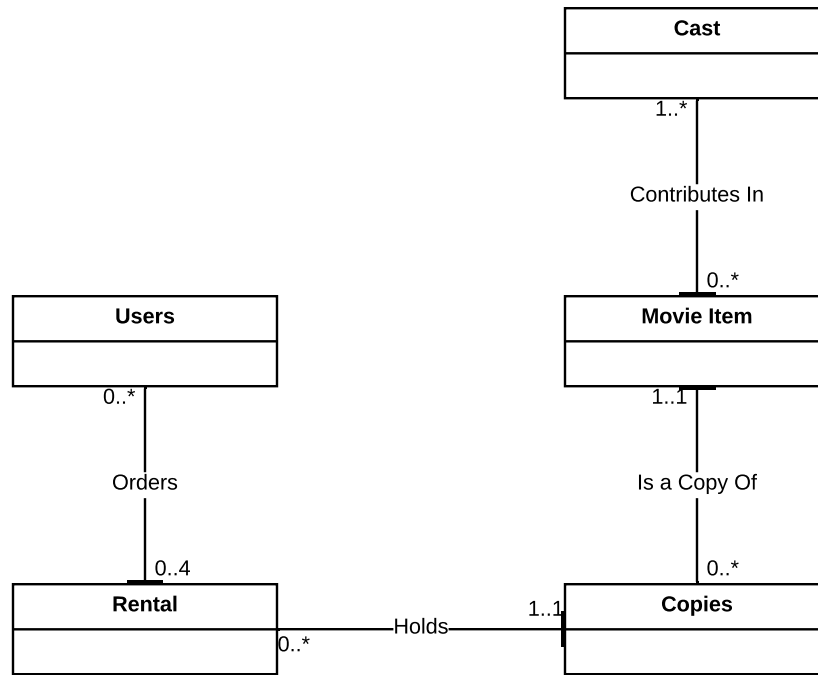 Cast
1..*
Contributes In
0..*
Users
Movie Item
0..*
1..1
Orders
Is a Copy Of
0..4
0..*
Rental
Copies
1..1
Holds
0..*